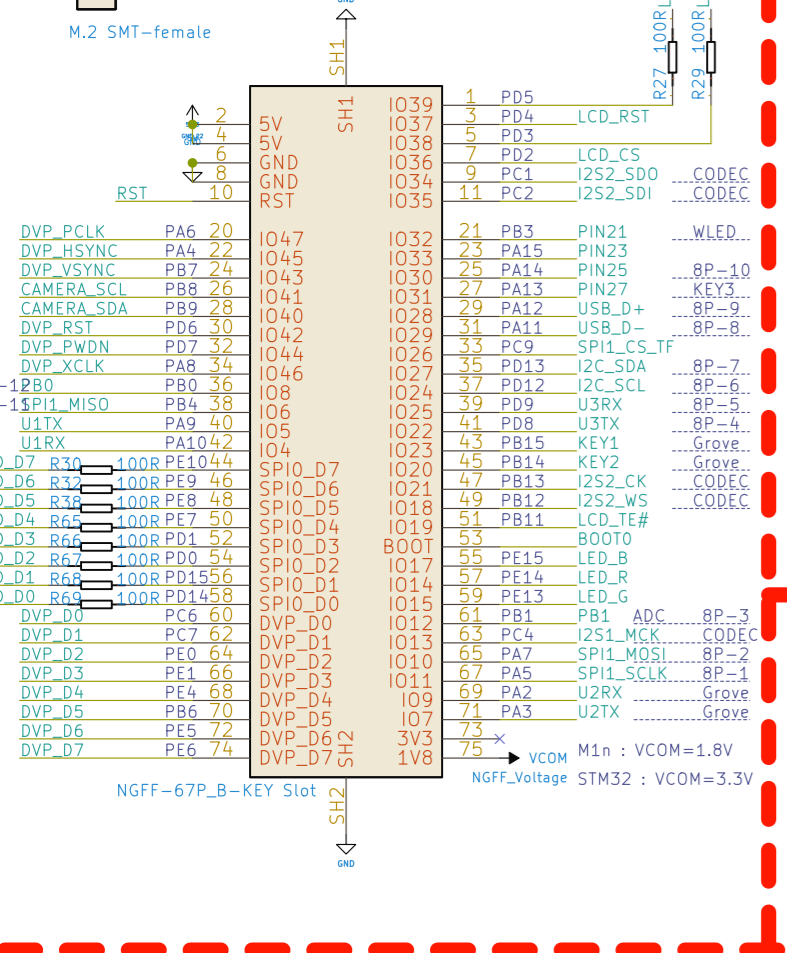 GND
M.2 SMT-female
SH1
R27 100R
R29 100R
SH1
IO39 1 PD5
2 5V IO37 3 PD4 LCD_RST
4 5V IO38 5 PD3
6 GND IO36 7 PD2 LCD_CS
8 GND IO34 9 PC1 I2S2_SDO CODEC
RST 10 RST IO35 11 PC2 I2S2_SDI CODEC
DVP_PCLK PA6 20 IO47 IO32 21 PB3 PIN21 WLED
DVP_HSYNC PA4 22 IO45 IO33 23 PA15 PIN23
DVP_VSYNC PB7 24 IO43 IO30 25 PA14 PIN25 8P-10
CAMERA_SCL PB8 26 IO41 IO31 27 PA13 PIN27 KEY3
CAMERA_SDA PB9 28 IO40 IO28 29 PA12 USB_D+ 8P-9
DVP_RST PD6 30 IO42 IO29 31 PA11 USB_D- 8P-8
DVP_PWDN PD7 32 IO44 IO26 33 PC9 SPI1_CS_TF
DVP_XCLK PA8 34 IO46 IO27 35 PD13 I2C_SDA 8P-7
PB0 PB0 36 IO8 IO24 37 PD12 I2C_SCL 8P-6
SPI1_MISO PB4 38 IO6 IO25 39 PD9 U3RX 8P-5
U1TX PA9 40 IO5 IO22 41 PD8 U3TX 8P-4
U1RX PA10 42 IO4 IO23 43 PB15 KEY1 Grove
_D7 R30 100R PE10 44 SPI0_D7 IO20 45 PB14 KEY2 Grove
_D6 R32 100R PE9 46 SPI0_D6 IO21 47 PB13 I2S2_CK CODEC
_D5 R38 100R PE8 48 SPI0_D5 IO18 49 PB12 I2S2_WS CODEC
_D4 R65 100R PE7 50 SPI0_D4 IO19 51 PB11 LCD_TE#
_D3 R66 100R PD1 52 SPI0_D3 BOOT 53 BOOT0
_D2 R67 100R PD0 54 SPI0_D2 IO17 55 PE15 LED_B
_D1 R68 100R PD15 56 SPI0_D1 IO14 57 PE14 LED_R
_D0 R69 100R PD14 58 SPI0_D0 IO15 59 PE13 LED_G
DVP_D0 PC6 60 DVP_D0 IO12 61 PB1 PB1 ADC 8P-3
DVP_D1 PC7 62 DVP_D1 IO13 63 PC4 I2S1_MCK CODEC
DVP_D2 PE0 64 DVP_D2 IO10 65 PA7 SPI1_MOSI 8P-2
DVP_D3 PE1 66 DVP_D3 IO11 67 PA5 SPI1_SCLK 8P-1
DVP_D4 PE4 68 DVP_D4 IO9 69 PA2 U2RX Grove
DVP_D5 PB6 70 DVP_D5 IO7 71 PA3 U2TX Grove
DVP_D6 PE5 72 DVP_D6 3V3 73
DVP_D7 PE6 74 DVP_D7 1V8 75 VCOM M1n : VCOM=1.8V
SH2
NGFF_Voltage STM32 : VCOM=3.3V
NGFF-67P_B-KEY Slot
SH2
GND